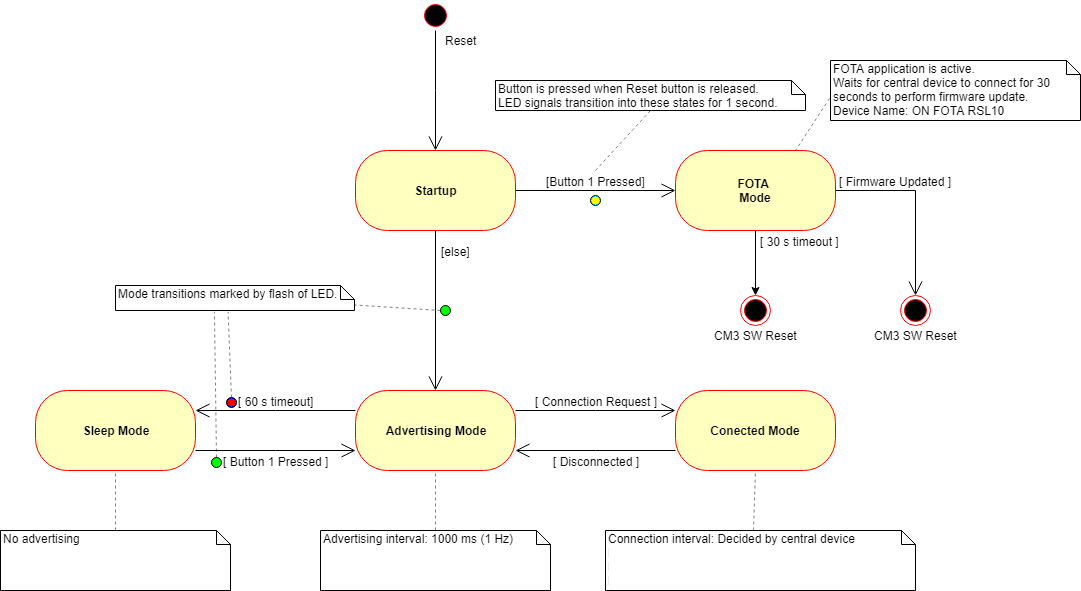 Reset
Button is pressed when Reset button is released.
LED signals transition into these states for 1 second.
FOTA application is active.
Waits for central device to connect for 30
seconds to perform firmware update.
Device Name: ON FOTA RSL10
Startup
[Button 1 Pressed]
FOTA
Mode
[ Firmware Updated ]
[else]
[ 30 s timeout ]
Mode transitions marked by flash of LED.
CM3 SW Reset
CM3 SW Reset
Sleep Mode
[ 60 s timeout]
[ Button 1 Pressed ]
Advertising Mode
[ Connection Request ]
[ Disconnected ]
Conected Mode
No advertising
Advertising interval: 1000 ms (1 Hz)
Connection interval: Decided by central device